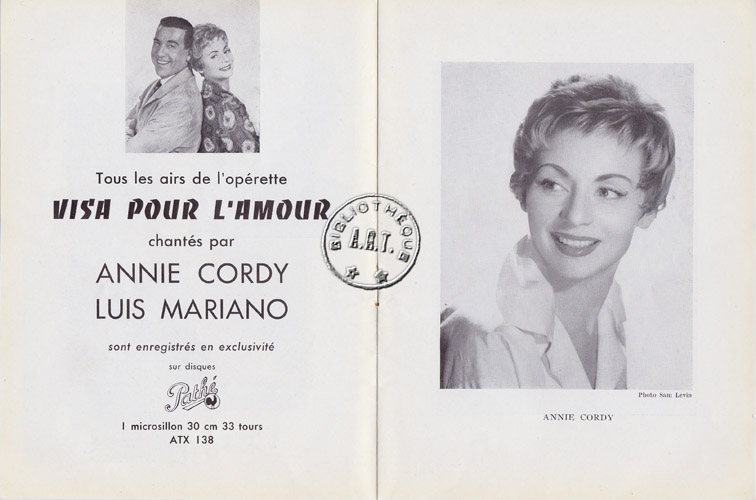 Tous les airs de l'opérette
VISA POUR L'AMOUR
chantés par
ANNIE CORDY
LUIS MARIANO
sont enregistrés en exclusivité
sur disques
Pathé
1 microsillon 30 cm 33 tours
ATX 138
BIBLIOTHÈQUE
A.R.T.
Photo Sam Levin
ANNIE CORDY